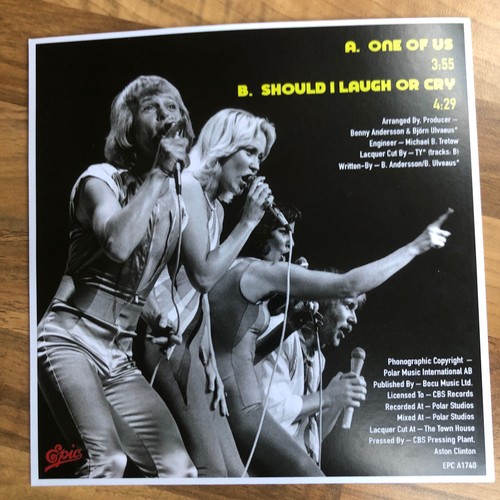 A. ONE OF US
3:55
B. SHOULD I LAUGH OR CRY
4:29
Arranged By, Producer –
Benny Andersson & Björn Ulvaeus*
Engineer – Michael B. Tretow
Lacquer Cut By – TY* (tracks: B)
Written-By – B. Andersson/B. Ulveaus*
Phonographic Copyright –
Polar Music International AB
Published By – Bocu Music Ltd.
Licensed To – CBS Records
Recorded At – Polar Studios
Mixed At – Polar Studios
Lacquer Cut At – The Town House
Pressed By – CBS Pressing Plant,
Aston Clinton
Epic
EPC A1740